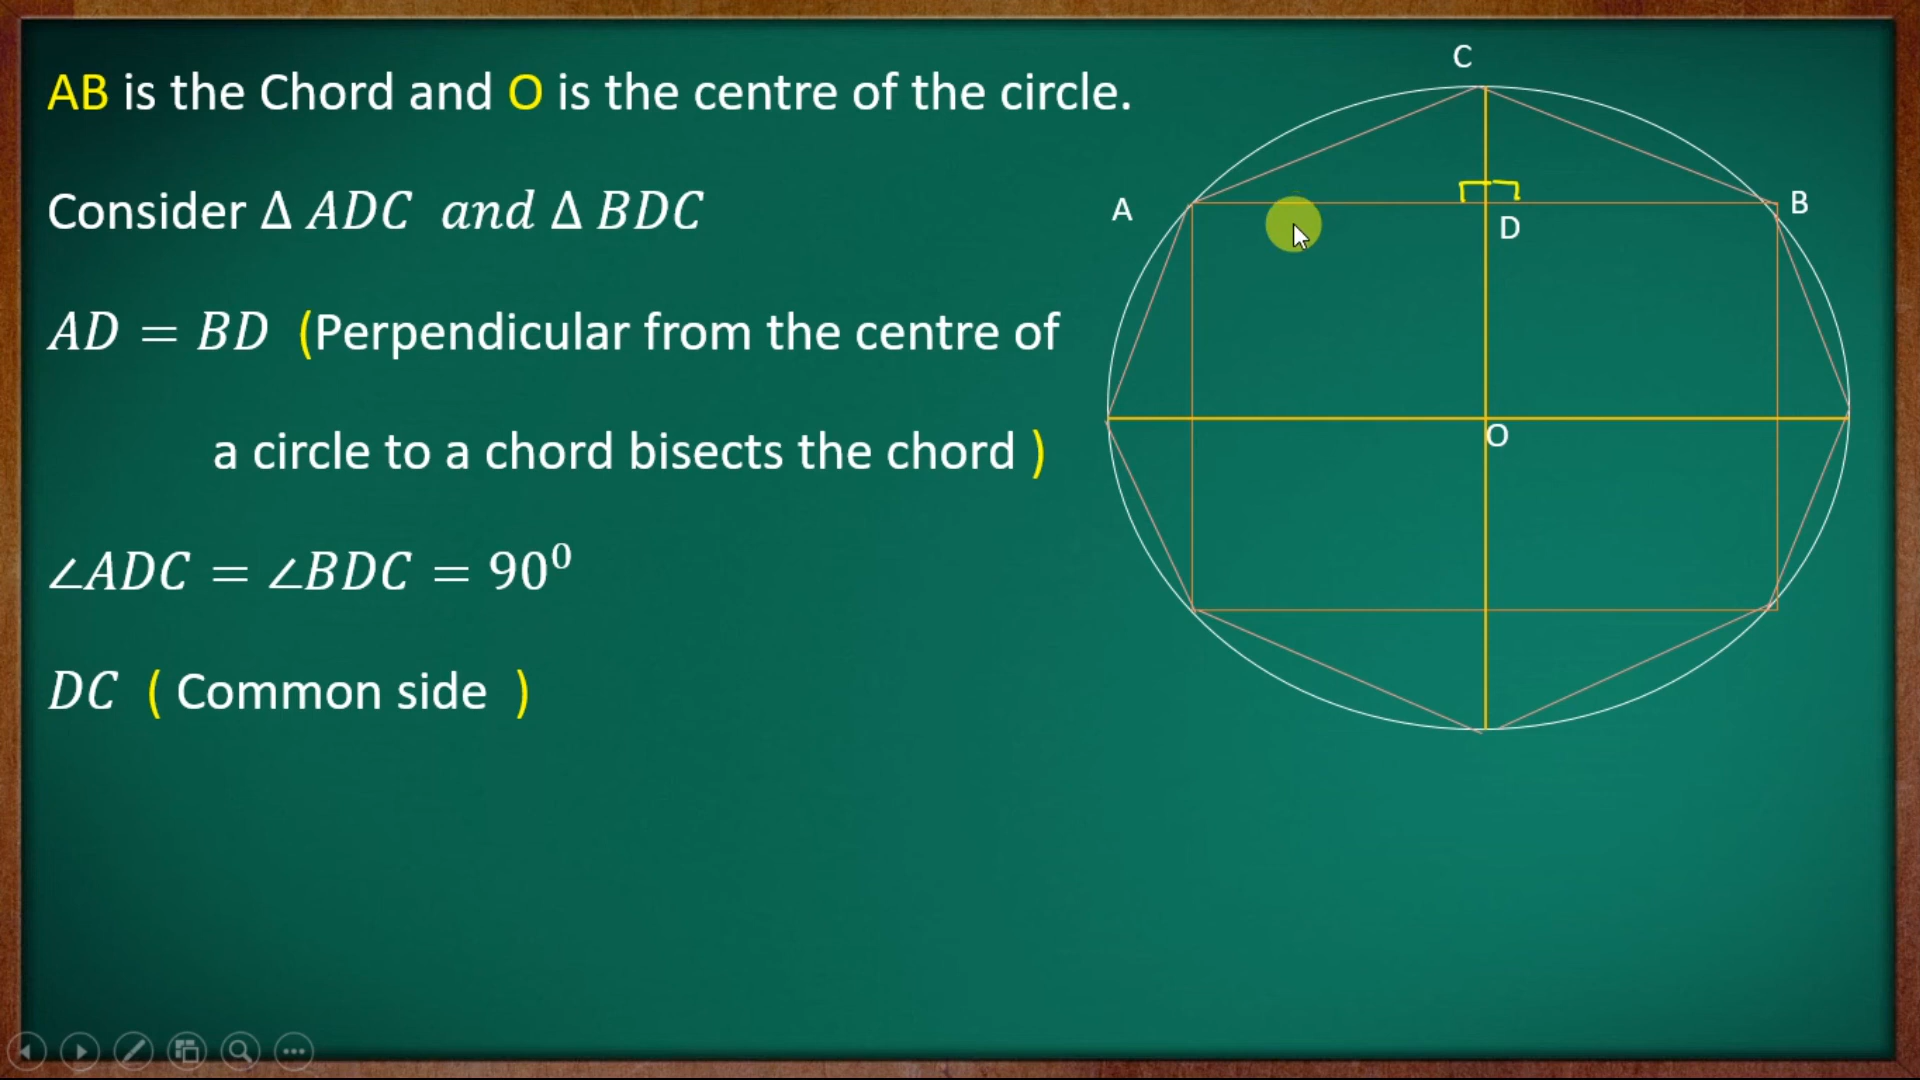 AB is the Chord and O is the centre of the circle.
Consider Δ ADC and Δ BDC
AD = BD (Perpendicular from the centre of
a circle to a chord bisects the chord )
∠ADC = ∠BDC = 90⁰
DC ( Common side )
C
A
B
D
O